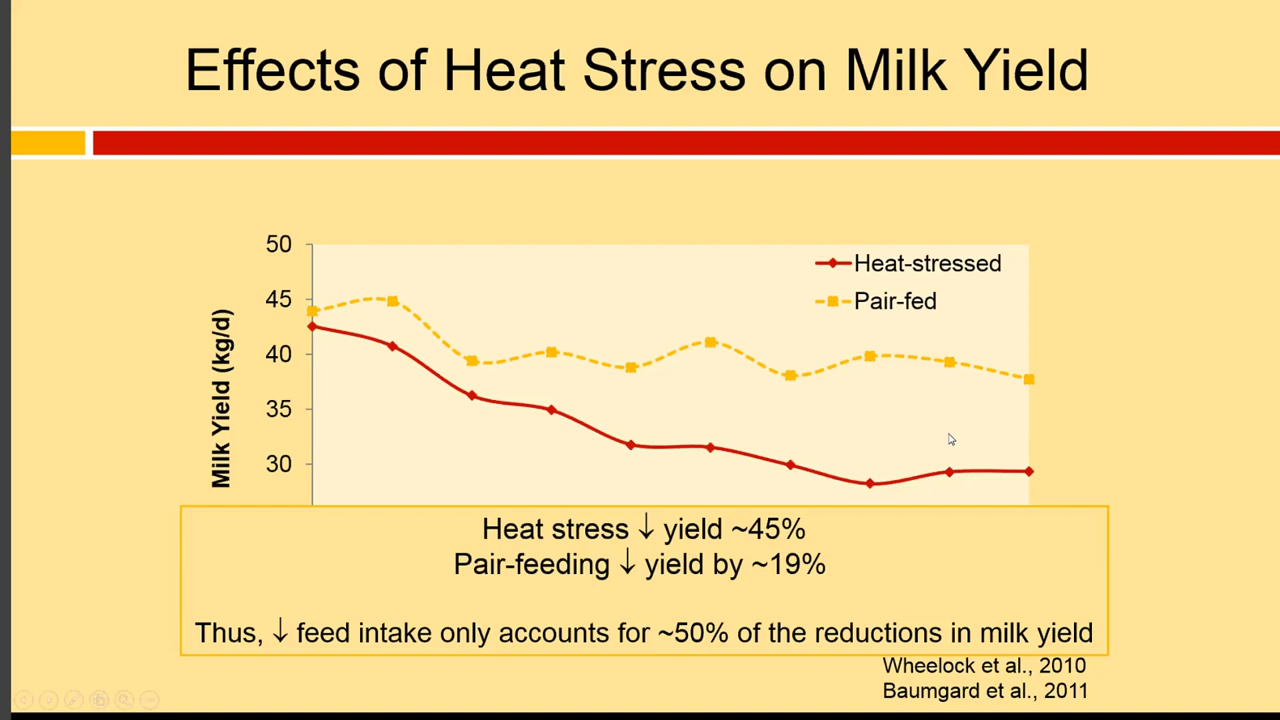 Effects of Heat Stress on Milk Yield
50
45
40
35
30
Milk Yield (kg/d)
Heat-stressed
Pair-fed
Heat stress ↓ yield ~45%
Pair-feeding ↓ yield by ~19%
Thus, ↓ feed intake only accounts for ~50% of the reductions in milk yield
Wheelock et al., 2010
Baumgard et al., 2011